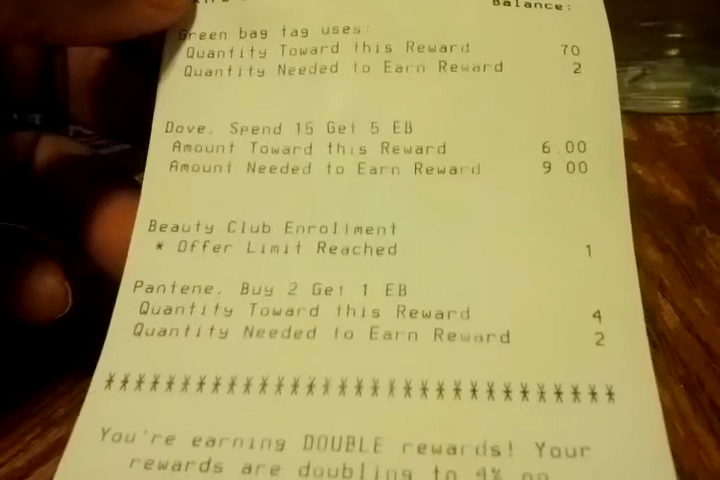 Balance:
Green bag tag uses:
Quantity Toward this Reward 70
Quantity Needed to Earn Reward 2
Dove, Spend 15 Get 5 EB
Amount Toward this Reward 6.00
Amount Needed to Earn Reward 9 00
Beauty Club Enrollment
* Offer Limit Reached 1
Pantene, Buy 2 Get 1 EB
Quantity Toward this Reward 4
Quantity Needed to Earn Reward 2
***********************************
You're earning DOUBLE rewards! Your
rewards are doubling to 4% on